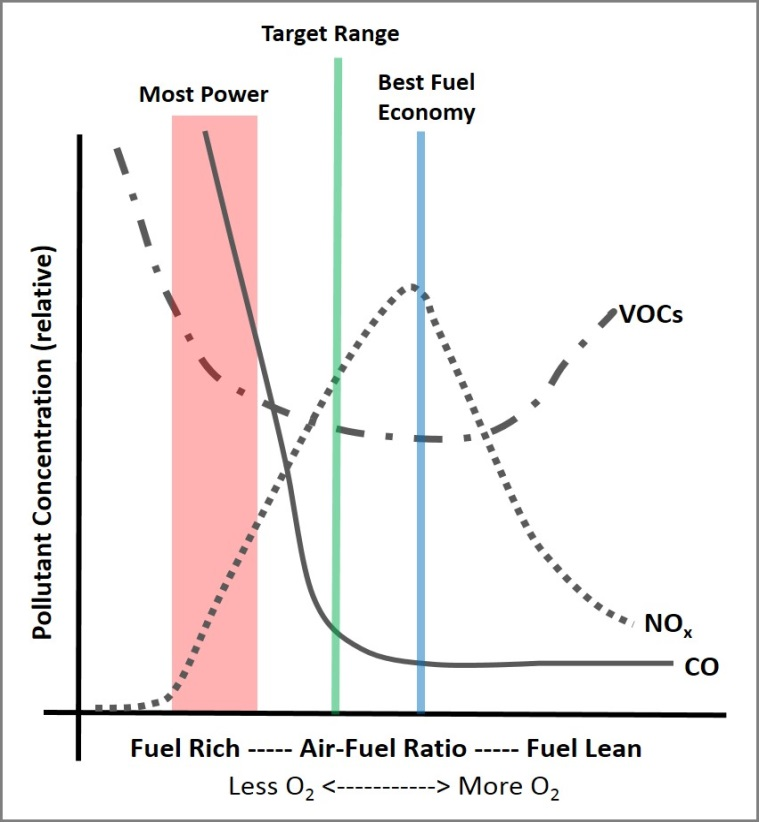 Target Range
Most Power
Best Fuel
Economy
Pollutant Concentration (relative)
VOCs
NOx
CO
Fuel Rich ----- Air-Fuel Ratio ----- Fuel Lean
Less O2 <-----------> More O2